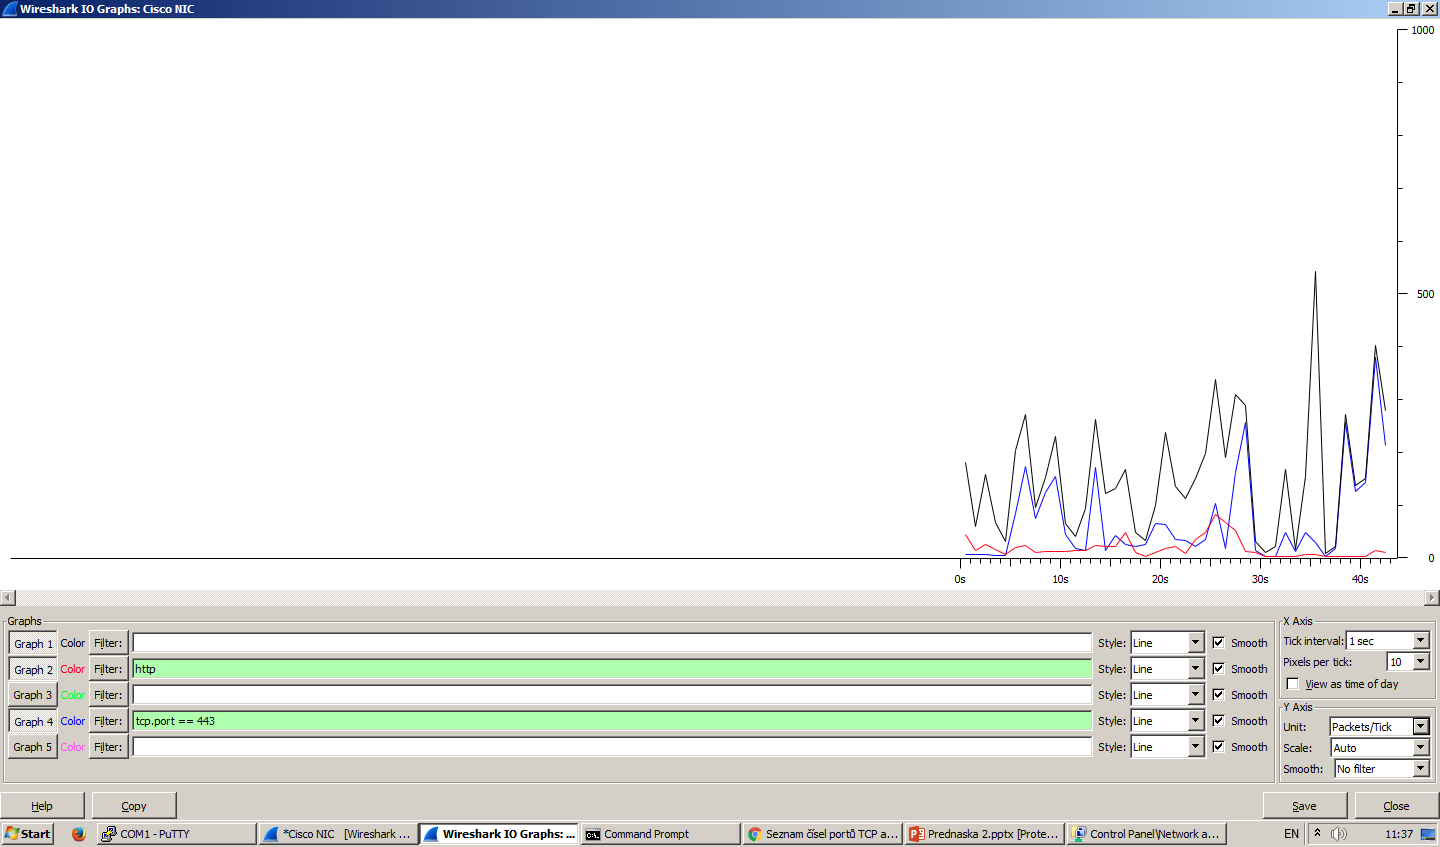 Wireshark IO Graphs: Cisco NIC
1000
500
0
0s 10s 20s 30s 40s
Graphs
Graph 1 Color Filter: Style: Line Smooth
Graph 2 Color Filter: http Style: Line Smooth
Graph 3 Color Filter: Style: Line Smooth
Graph 4 Color Filter: tcp.port == 443 Style: Line Smooth
Graph 5 Color Filter: Style: Line Smooth
X Axis
Tick interval: 1 sec
Pixels per tick: 10
View as time of day
Y Axis
Unit: Packets/Tick
Scale: Auto
Smooth: No filter
Help Copy Save Close
Start COM1 - PuTTY *Cisco NIC [Wireshark ... Wireshark IO Graphs: ... Command Prompt Seznam čísel portů TCP a... Prednaska 2.pptx [Prote... Control Panel\Network a... EN 11:37